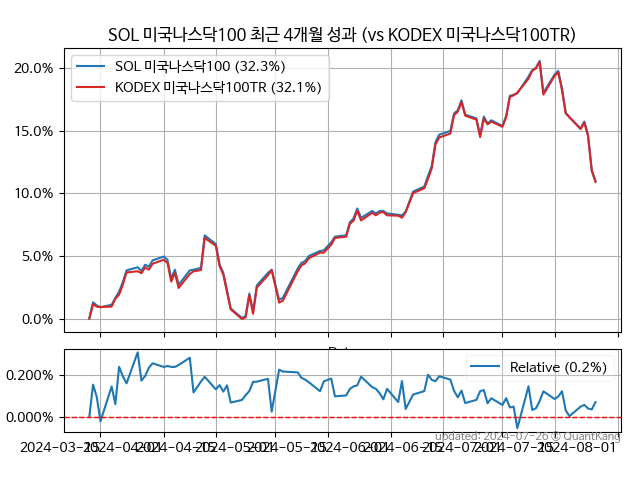 SOL 미국나스닥100 최근 4개월 성과 (vs KODEX 미국나스닥100TR)
SOL 미국나스닥100 (32.3%)
KODEX 미국나스닥100TR (32.1%)
20.0%
15.0%
10.0%
5.0%
0.0%
Relative (0.2%)
0.200%
0.000%
updated: 2024-07-26 © QuantKang